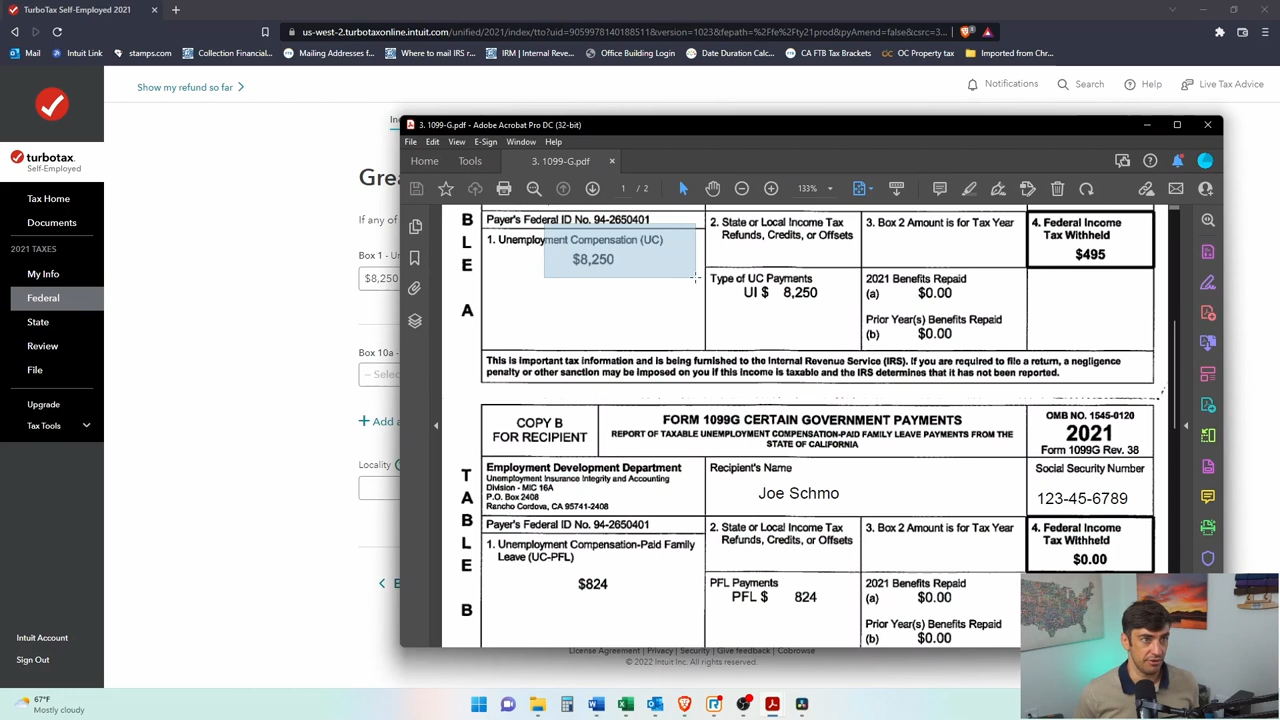 TurboTax Self-Employed 2021
us-west-2.turbotaxonline.intuit.com/unified/2021/index/tto?uid=9059978140188511&version=1023&fepath=%2Ffe%2Fty21prod&pyAmend=false&csrc=3...
Mail
Intuit Link
stamps.com
Collection Financial...
Mailing Addresses f...
Where to mail IRS r...
IRM | Internal Reve...
Office Building Login
Date Duration Calc...
CA FTB Tax Brackets
OC Property tax
Imported from Chr...
Show my refund so far
Notifications
Search
Help
Live Tax Advice
turbotax
Self-Employed
Tax Home
Documents
2021 TAXES
My Info
Federal
State
Review
File
Upgrade
Tax Tools
Intuit Account
Sign Out
Grea
If any of
Box 1 -
$8,250
Box 10a -
– Selec
+ Add a
Locality
3. 1099-G.pdf - Adobe Acrobat Pro DC (32-bit)
File Edit View E-Sign Window Help
Home Tools 3. 1099-G.pdf
1 / 2
133%
B L E A
Payer's Federal ID No. 94-2650401
1. Unemployment Compensation (UC)
$8,250
2. State or Local Income Tax
Refunds, Credits, or Offsets
3. Box 2 Amount is for Tax Year
4. Federal Income
Tax Withheld
$495
Type of UC Payments
UI $ 8,250
2021 Benefits Repaid
(a) $0.00
Prior Year(s) Benefits Repaid
(b) $0.00
This is important tax information and is being furnished to the Internal Revenue Service (IRS). If you are required to file a return, a negligence
penalty or other sanction may be imposed on you if this Income is taxable and the IRS determines that it has not been reported.
COPY B
FOR RECIPIENT
FORM 1099G CERTAIN GOVERNMENT PAYMENTS
REPORT OF TAXABLE UNEMPLOYMENT COMPENSATION-PAID FAMILY LEAVE PAYMENTS FROM THE
STATE OF CALIFORNIA
OMB NO. 1545-0120
2021
Form 1099G Rev. 38
T A B L E B
Employment Development Department
Unemployment Insurance Integrity and Accounting
Division - MIC 16A
P.O. Box 2408
Rancho Cordova, CA 95741-2408
Recipient's Name
Joe Schmo
Social Security Number
123-45-6789
Payer's Federal ID No. 94-2650401
1. Unemployment Compensation-Paid Family
Leave (UC-PFL)
$824
2. State or Local Income Tax
Refunds, Credits, or Offsets
3. Box 2 Amount is for Tax Year
4. Federal Income
Tax Withheld
$0.00
PFL Payments
PFL $ 824
2021 Benefits Repaid
(a) $0.00
Prior Year(s) Benefits Repaid
(b) $0.00
License Agreement | Privacy | Security | Give feedback | Cobrowse
© 2022 Intuit Inc. All rights reserved.
67°F
Mostly cloudy